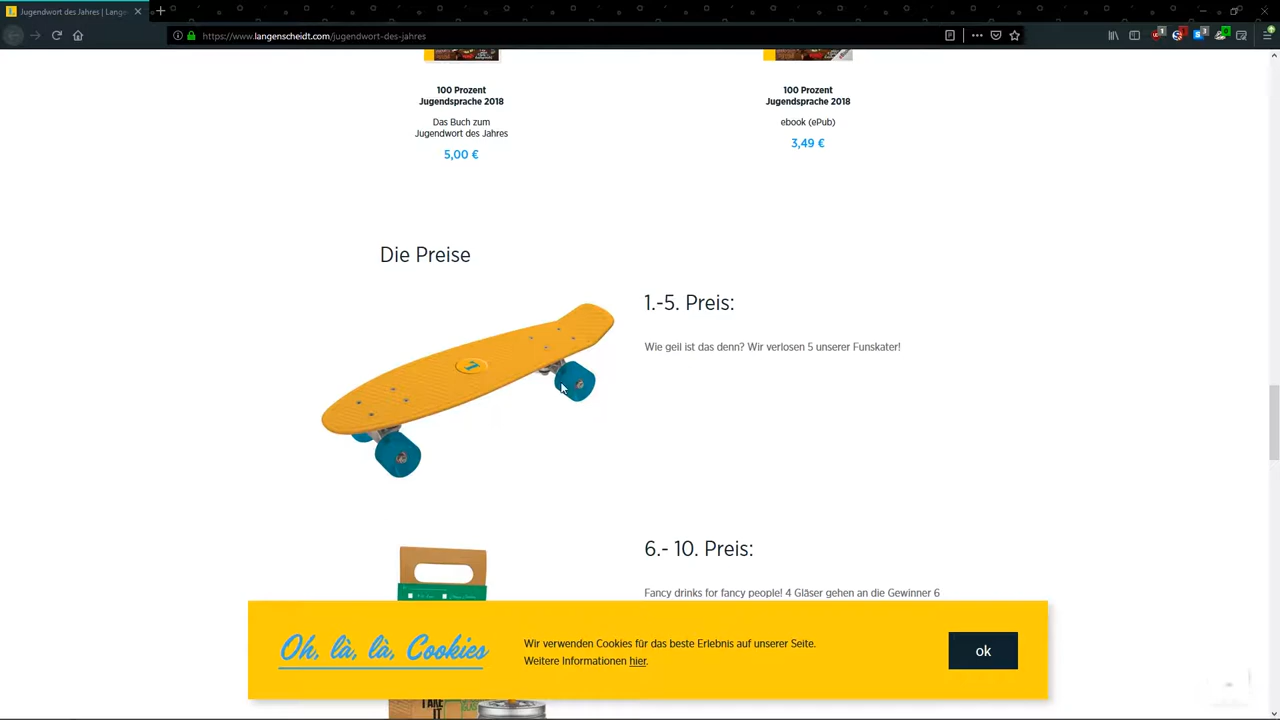 Jugendwort des Jahres | Lange
https://www.langenscheidt.com/jugendwort-des-jahres
100 Prozent
Jugendsprache 2018
Das Buch zum
Jugendwort des Jahres
5,00 €
100 Prozent
Jugendsprache 2018
ebook (ePub)
3,49 €
Die Preise
1.-5. Preis:
Wie geil ist das denn? Wir verlosen 5 unserer Funskater!
6.- 10. Preis:
Fancy drinks for fancy people! 4 Gläser gehen an die Gewinner 6
Oh, là, là, Cookies
Wir verwenden Cookies für das beste Erlebnis auf unserer Seite.
Weitere Informationen hier.
ok
TAKE
IT